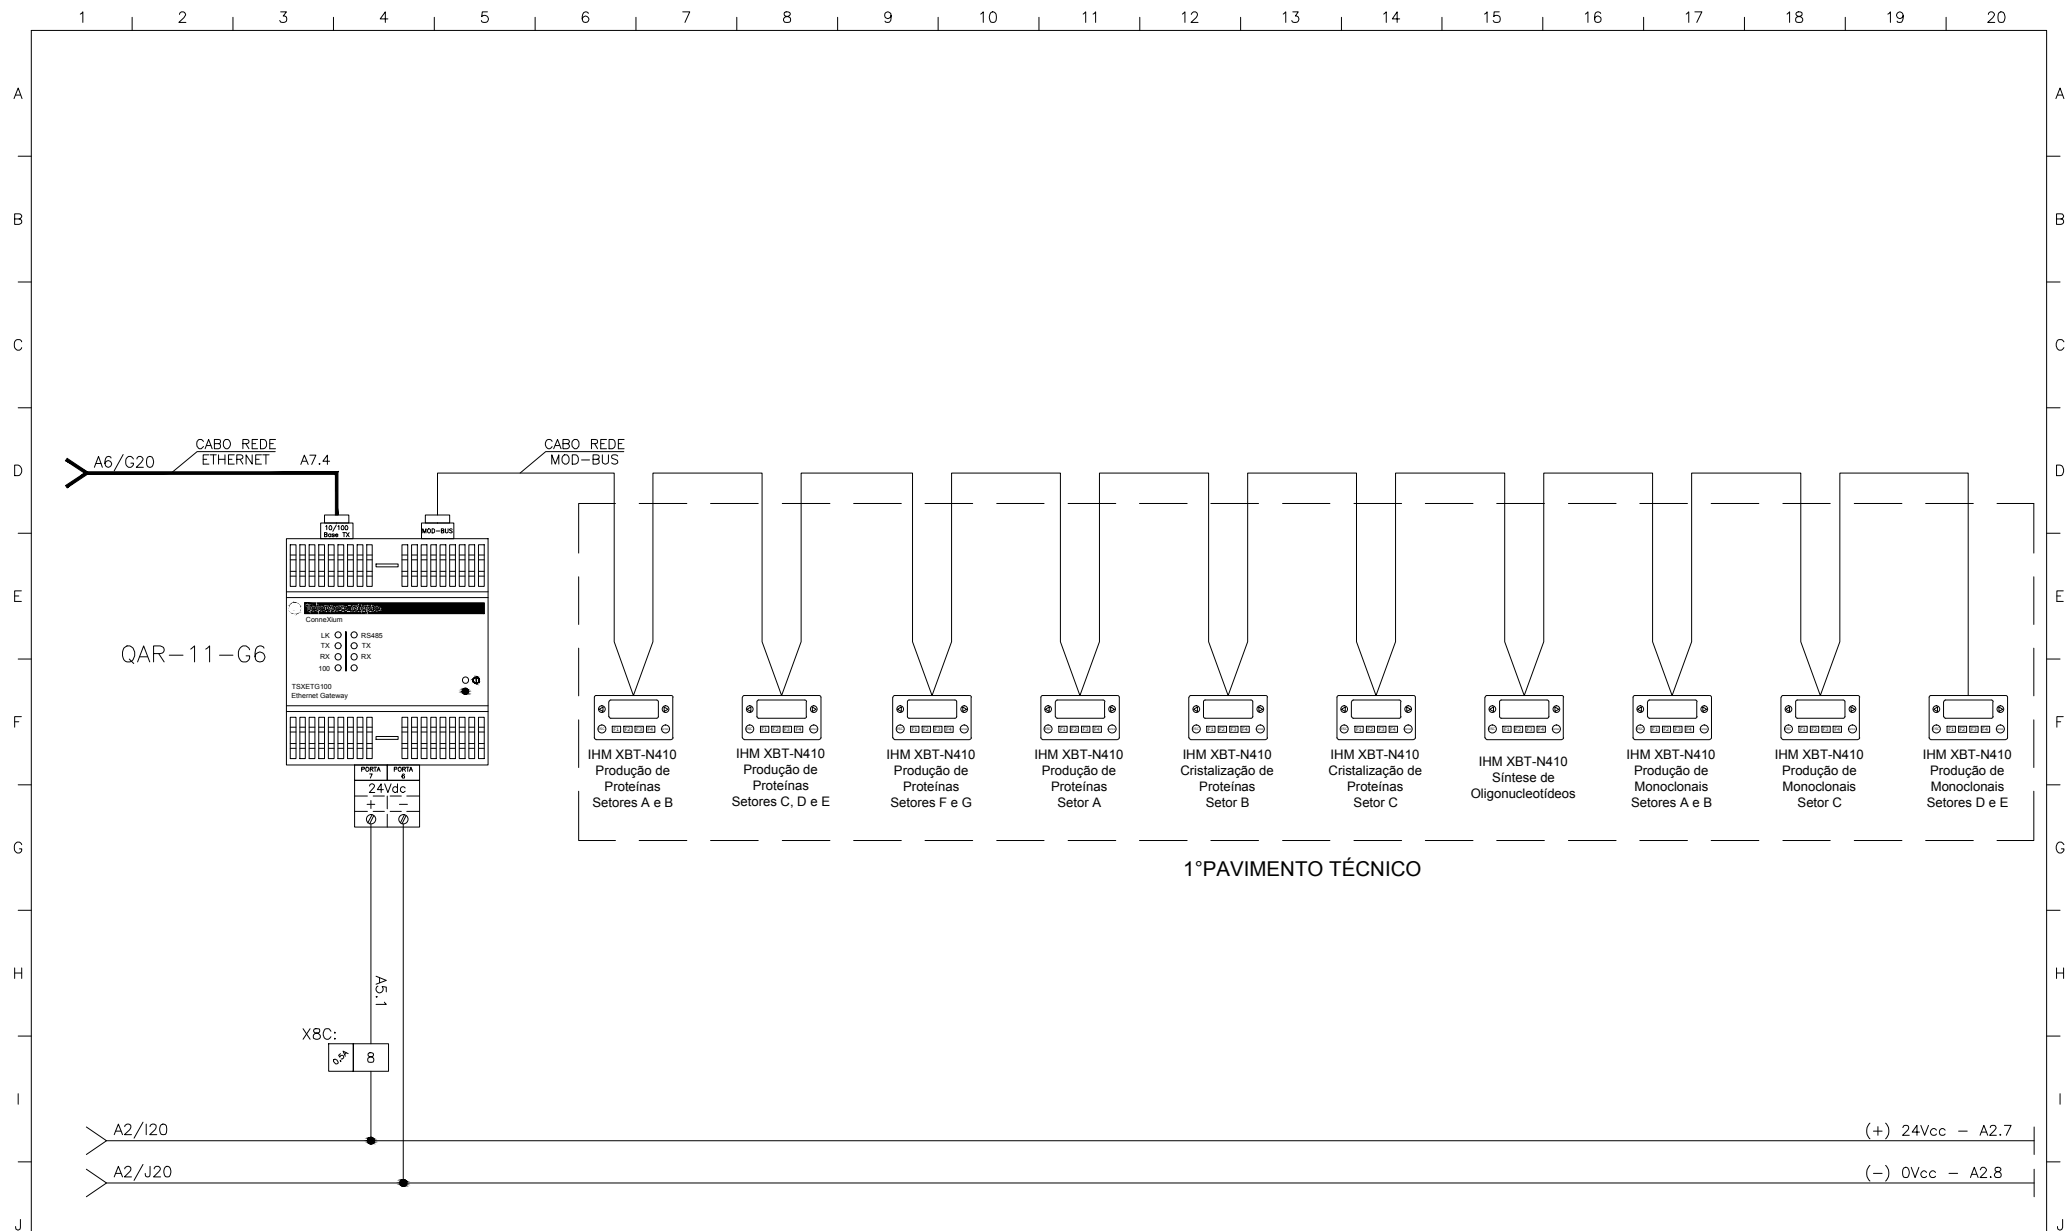 1 2 3 4 5 6 7 8 9 10 11 12 13 14 15 16 17 18 19 20
A A
B B
C C
D D
E E
F F
G G
H H
I I
J J
A6/G20
CABO REDE
ETHERNET
A7.4
CABO REDE
MOD-BUS
10/100
Base TX
MOD-BUS
ConneXium
LK RS485
TX TX
RX RX
100
QAR-11-G6
TSXETG100
Ethernet Gateway
PORTA
7
PORTA
6
24Vdc
+ -
IHM XBT-N410
Produção de
Proteínas
Setores A e B
IHM XBT-N410
Produção de
Proteínas
Setores C, D e E
IHM XBT-N410
Produção de
Proteínas
Setores F e G
IHM XBT-N410
Produção de
Proteínas
Setor A
IHM XBT-N410
Cristalização de
Proteínas
Setor B
IHM XBT-N410
Cristalização de
Proteínas
Setor C
IHM XBT-N410
Síntese de
Oligonucleotídeos
IHM XBT-N410
Produção de
Monoclonais
Setores A e B
IHM XBT-N410
Produção de
Monoclonais
Setor C
IHM XBT-N410
Produção de
Monoclonais
Setores D e E
1°PAVIMENTO TÉCNICO
A5.1
X8C:
0.5A 8
A2/I20
(+) 24Vcc - A2.7
A2/J20
(-) 0Vcc - A2.8